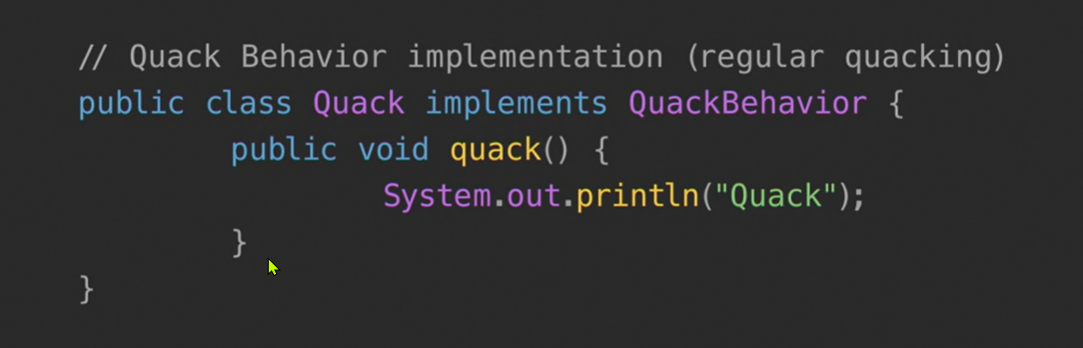 // Quack Behavior implementation (regular quacking)
public class Quack implements QuackBehavior {
public void quack() {
System.out.println("Quack");
}
}